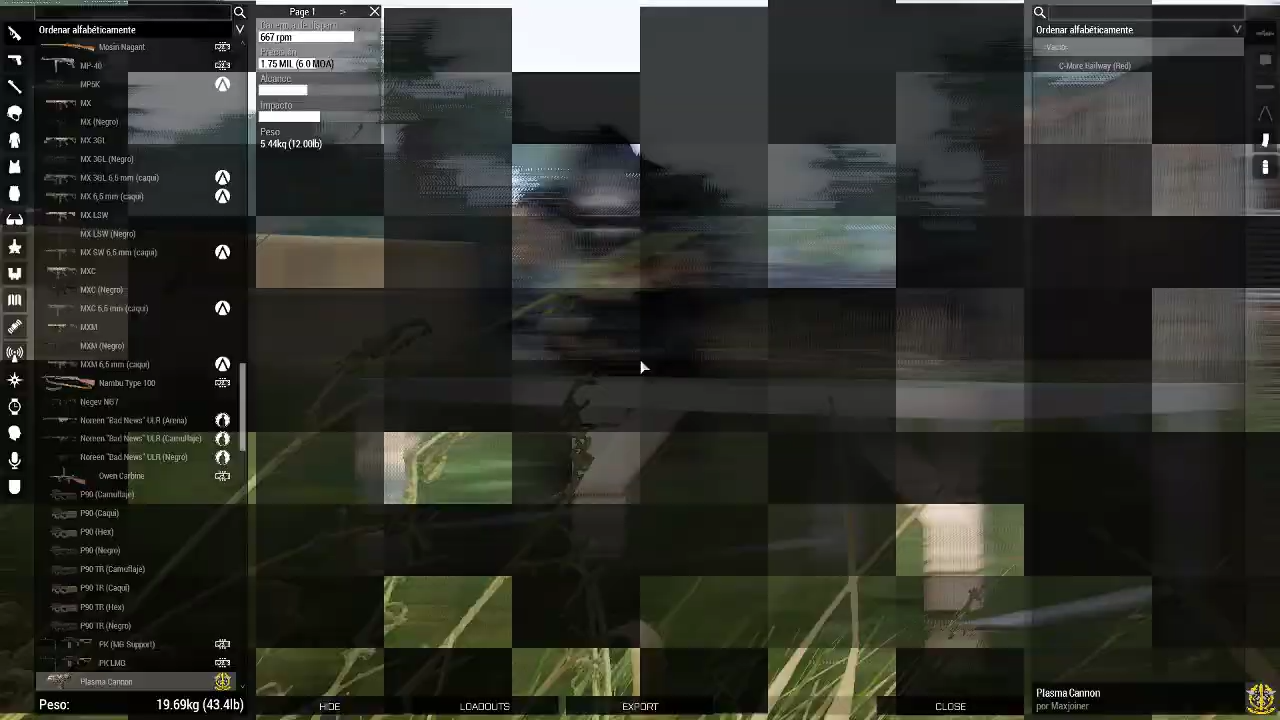 Ordenar alfabéticamente
Mosin Nagant
MP-40
MP5K
MX
MX (Negro)
MX 3GL
MX 3GL (Negro)
MX 3GL 6,5 mm (caqui)
MX 6,5 mm (caqui)
MX LSW
MX LSW (Negro)
MX SW 6,5 mm (caqui)
MXC
MXC (Negro)
MXC 6,5 mm (caqui)
MXM
MXM (Negro)
MXM 6,5 mm (caqui)
Nambu Type 100
Negev NG7
Noreen "Bad News" ULR (Arena)
Noreen "Bad News" ULR (Camuflaje)
Noreen "Bad News" ULR (Negro)
Owen Carbine
P90 (Camuflaje)
P90 (Caqui)
P90 (Hex)
P90 (Negro)
P90 TR (Camuflaje)
P90 TR (Caqui)
P90 TR (Hex)
P90 TR (Negro)
PK (MG Support)
PK LMG
Plasma Cannon
Peso: 19.69kg (43.4lb)
Page 1 >
Cadencia de disparo
667 rpm
Precisión
1.75 MIL (6.0 MOA)
Alcance
Impacto
Peso
5.44kg (12.00lb)
HIDE
LOADOUTS
EXPORT
CLOSE
Ordenar alfabéticamente
<Vacío>
C-More Railway (Red)
Plasma Cannon
por Maxjoiner